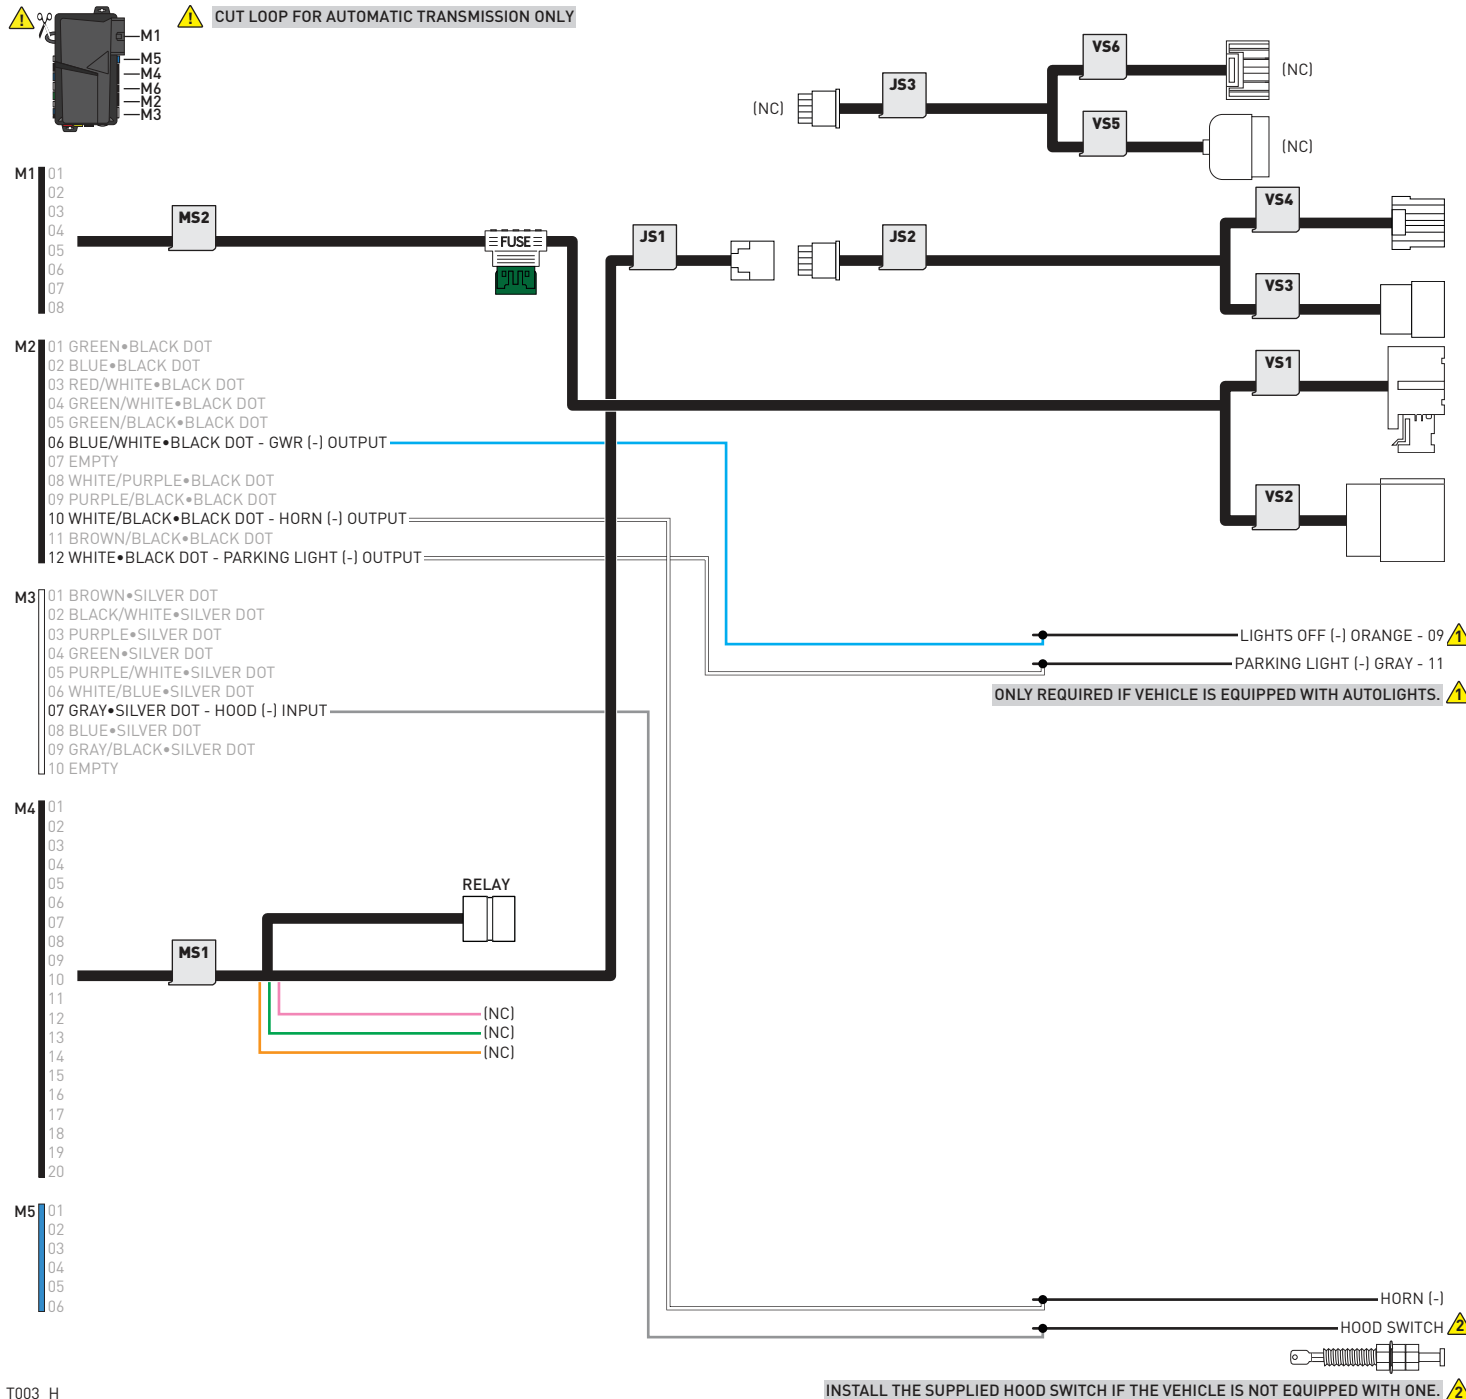 CUT LOOP FOR AUTOMATIC TRANSMISSION ONLY
M1
M5
M4
M6
M2
M3
VS6
(NC)
JS3
(NC)
VS5
(NC)
M1
01
02
03
04
05
06
07
08
MS2
FUSE
JS1
JS2
VS4
VS3
VS1
VS2
M2
01 GREEN•BLACK DOT
02 BLUE•BLACK DOT
03 RED/WHITE•BLACK DOT
04 GREEN/WHITE•BLACK DOT
05 GREEN/BLACK•BLACK DOT
06 BLUE/WHITE•BLACK DOT - GWR (-) OUTPUT
07 EMPTY
08 WHITE/PURPLE•BLACK DOT
09 PURPLE/BLACK•BLACK DOT
10 WHITE/BLACK•BLACK DOT - HORN (-) OUTPUT
11 BROWN/BLACK•BLACK DOT
12 WHITE•BLACK DOT - PARKING LIGHT (-) OUTPUT
M3
01 BROWN•SILVER DOT
02 BLACK/WHITE•SILVER DOT
03 PURPLE•SILVER DOT
04 GREEN•SILVER DOT
05 PURPLE/WHITE•SILVER DOT
06 WHITE/BLUE•SILVER DOT
07 GRAY•SILVER DOT - HOOD (-) INPUT
08 BLUE•SILVER DOT
09 GRAY/BLACK•SILVER DOT
10 EMPTY
LIGHTS OFF (-) ORANGE - 09 1
PARKING LIGHT (-) GRAY - 11
ONLY REQUIRED IF VEHICLE IS EQUIPPED WITH AUTOLIGHTS. 1
M4
01
02
03
04
05
06
07
08
09
10
11
12
13
14
15
16
17
18
19
20
RELAY
MS1
(NC)
(NC)
(NC)
M5
01
02
03
04
05
06
HORN (-)
HOOD SWITCH 2
INSTALL THE SUPPLIED HOOD SWITCH IF THE VEHICLE IS NOT EQUIPPED WITH ONE. 2
T003_H